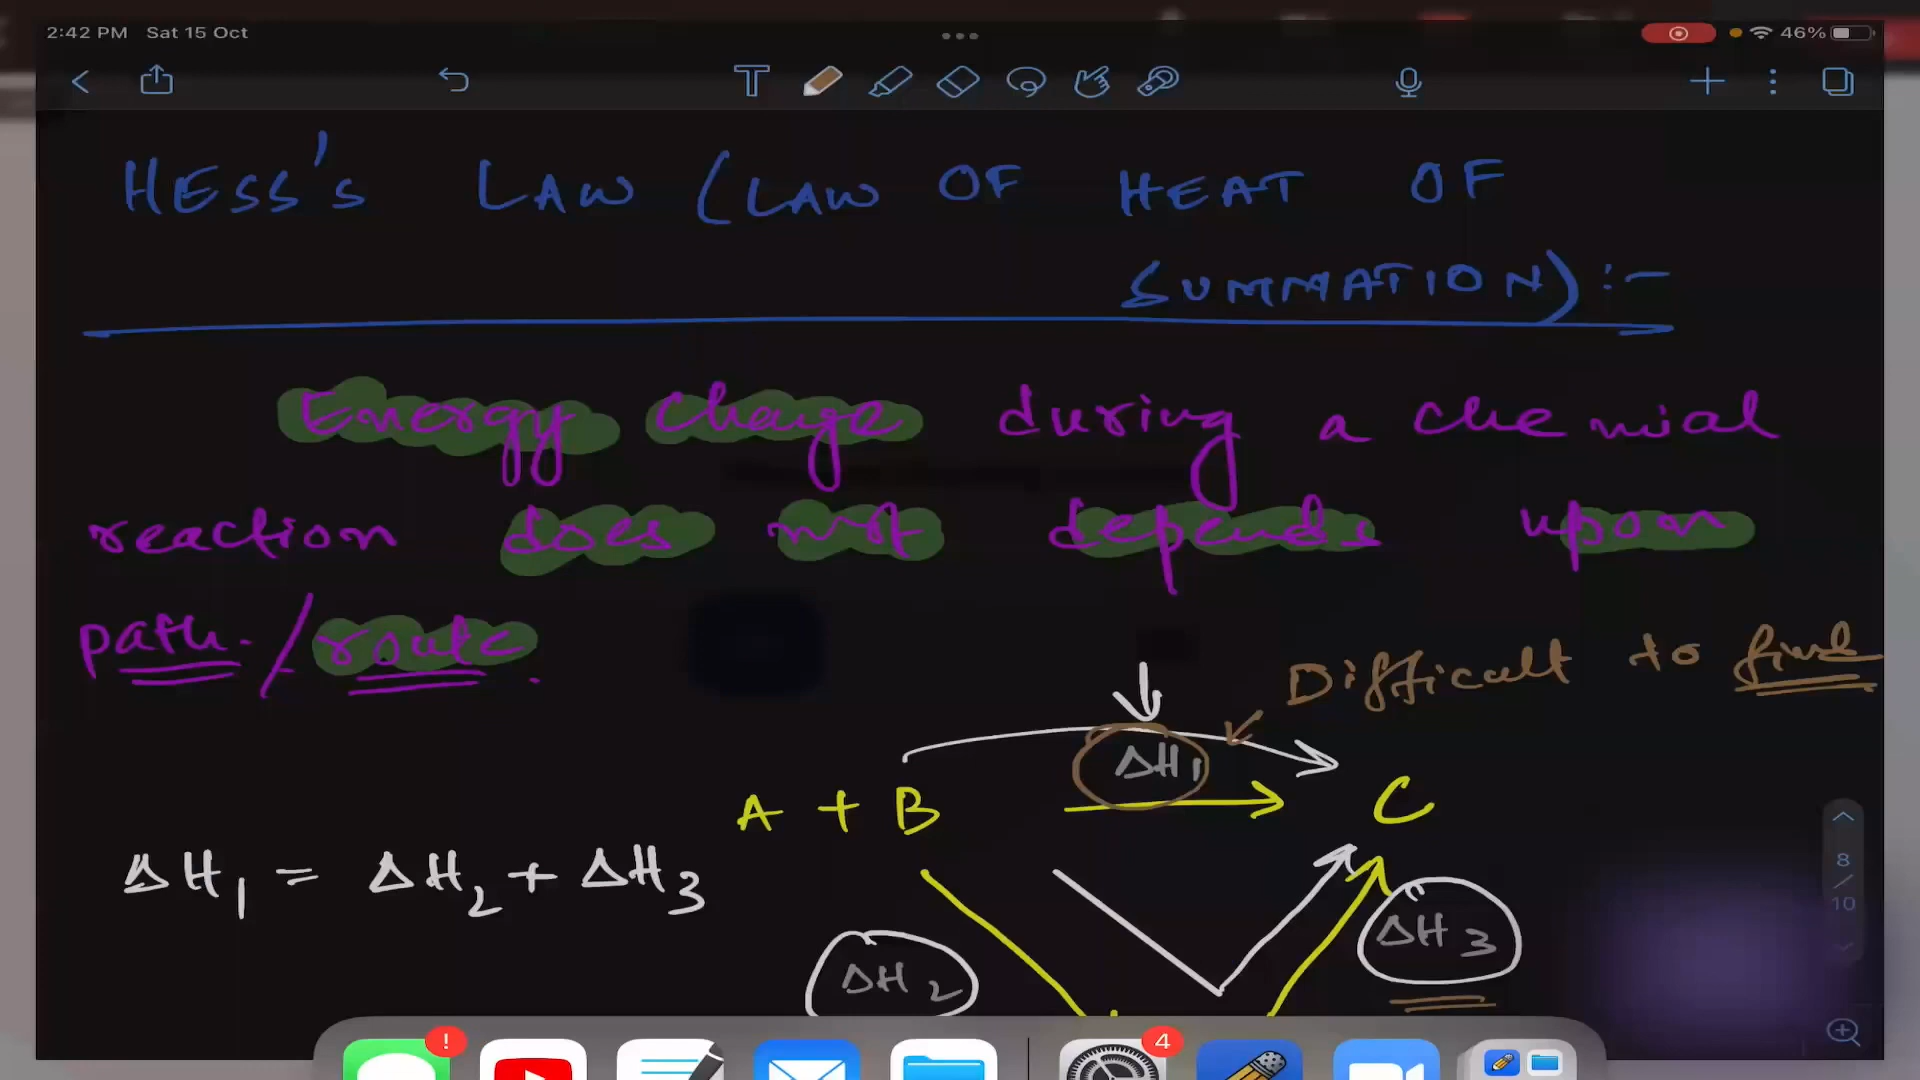 2:42 PM Sat 15 Oct
46%
HESS's LAW (LAW OF HEAT OF
SUMMATION) :-
Energy change during a chemial
reaction does not depends upon
path / route.
Difficult to find
ΔH1
A + B C
ΔH1 = ΔH2 + ΔH3
ΔH3
ΔH2
8
/
10
!
4